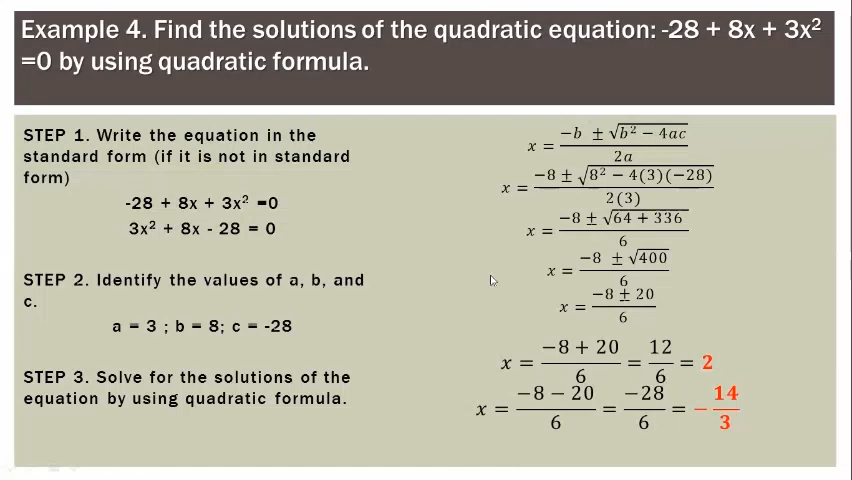 Example 4. Find the solutions of the quadratic equation: -28 + 8x + 3x²
=0 by using quadratic formula.
STEP 1. Write the equation in the
standard form (if it is not in standard
form)
-28 + 8x + 3x² =0
3x² + 8x - 28 = 0
STEP 2. Identify the values of a, b, and
c.
a = 3 ; b = 8; c = -28
STEP 3. Solve for the solutions of the
equation by using quadratic formula.
x = (−b ± √(b² − 4ac)) / 2a
x = (−8 ± √(8² − 4(3)(−28))) / 2(3)
x = (−8 ± √(64 + 336)) / 6
x = (−8 ± √400) / 6
x = (−8 ± 20) / 6
x = (−8 + 20) / 6 = 12 / 6 = 2
x = (−8 − 20) / 6 = −28 / 6 = − 14 / 3